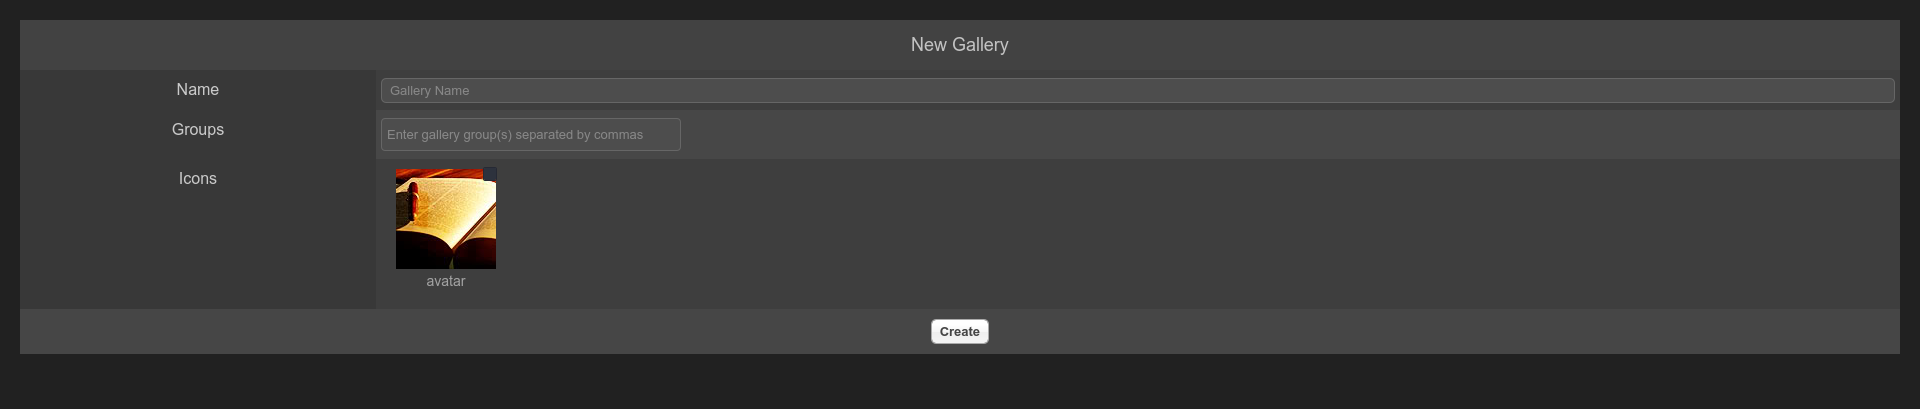 New Gallery
Name
Gallery Name
Groups
Enter gallery group(s) separated by commas
Icons
avatar
Create